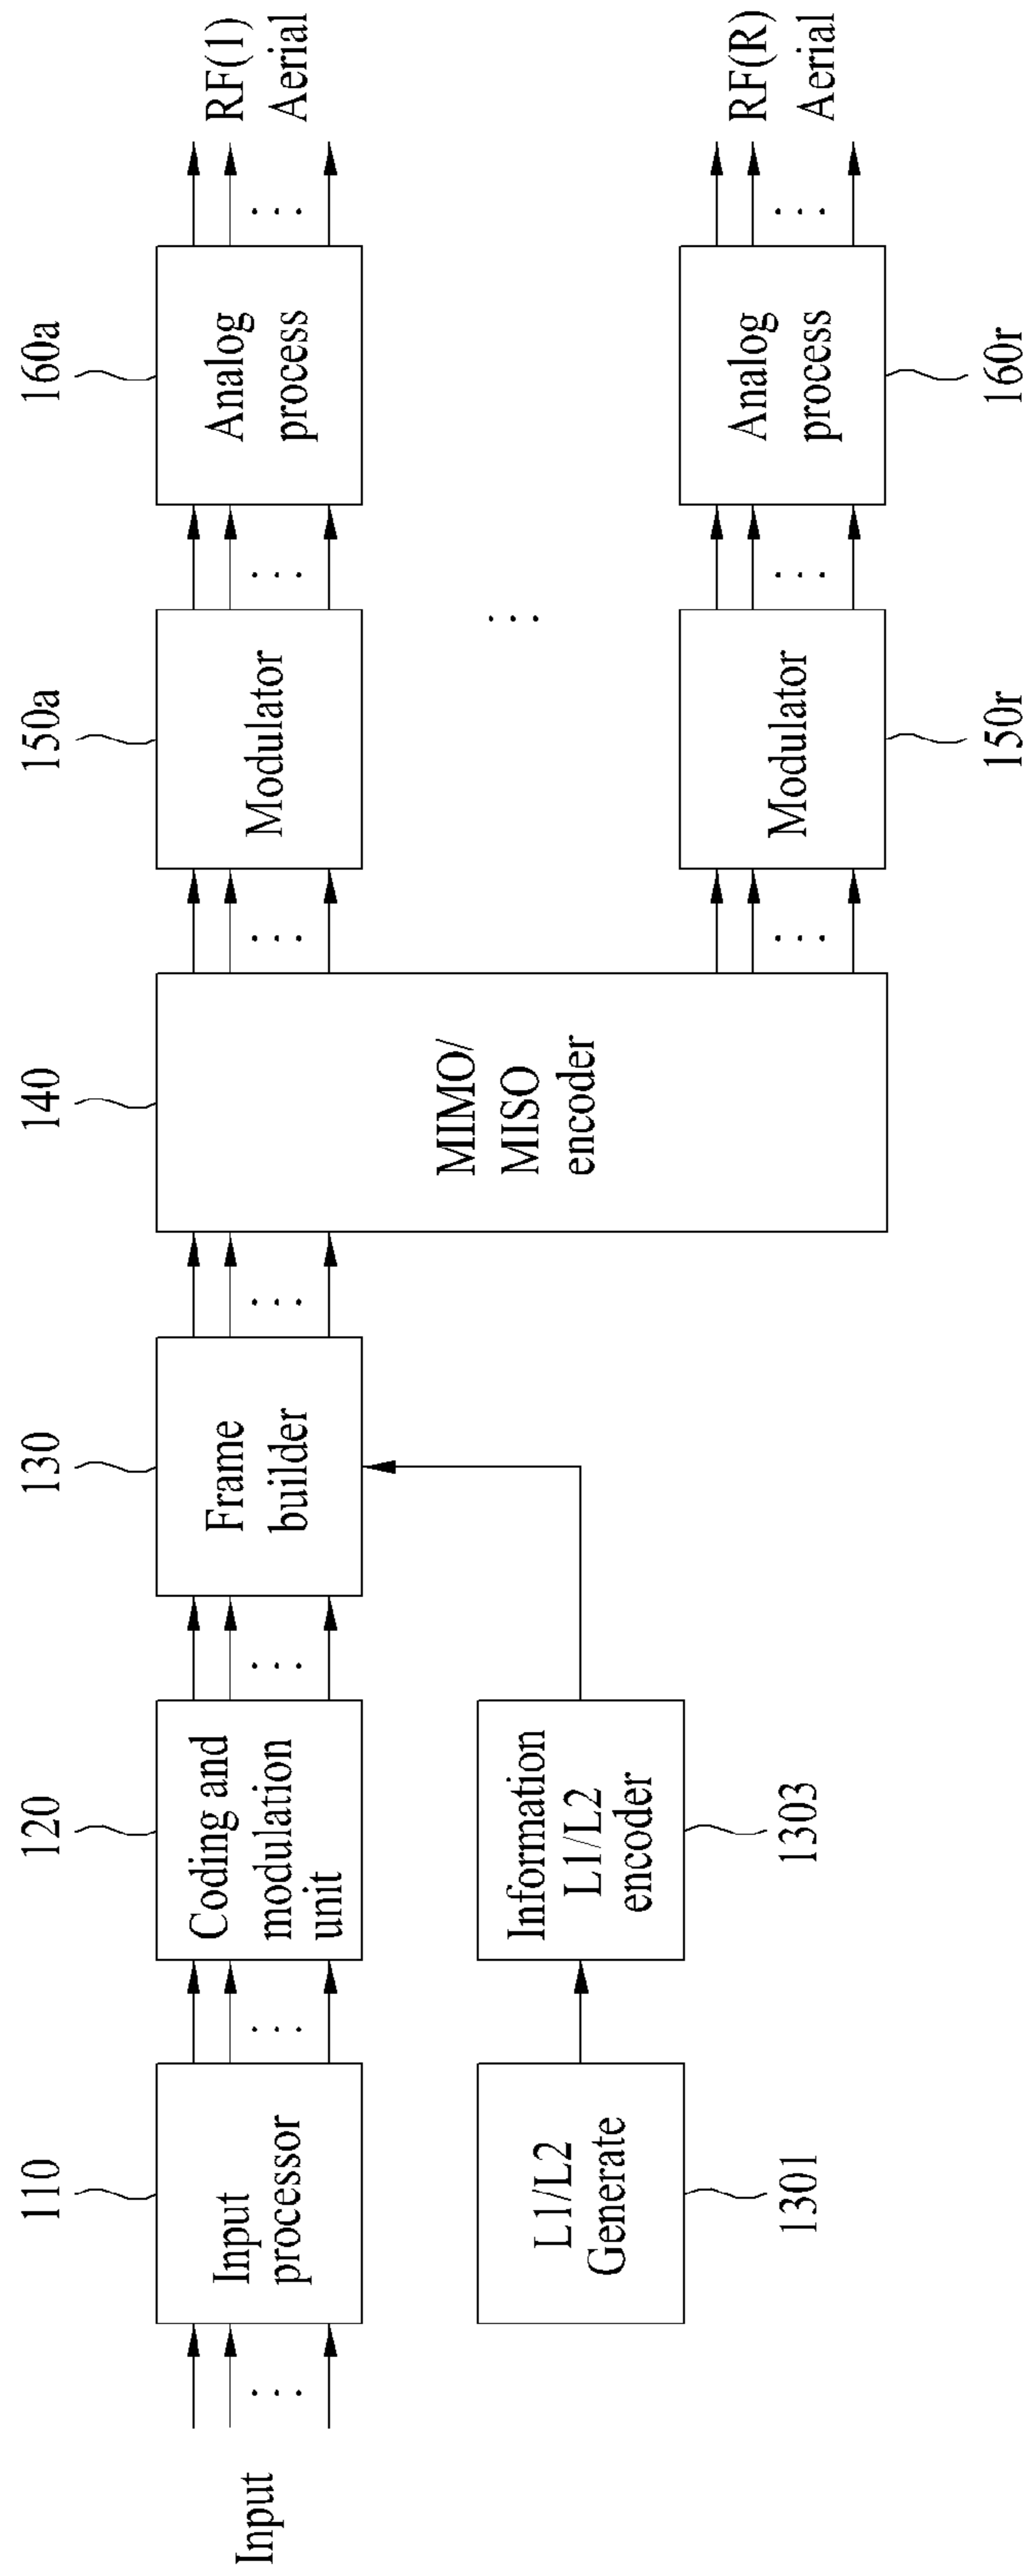 Input
110
Input
processor
120
Coding and
modulation
unit
130
Frame
builder
140
MIMO/
MISO
encoder
150a
Modulator
160a
Analog
process
RF(1)
Aerial
L1/L2
Generate
1301
Information
L1/L2
encoder
1303
Modulator
150r
Analog
process
160r
RF(R)
Aerial